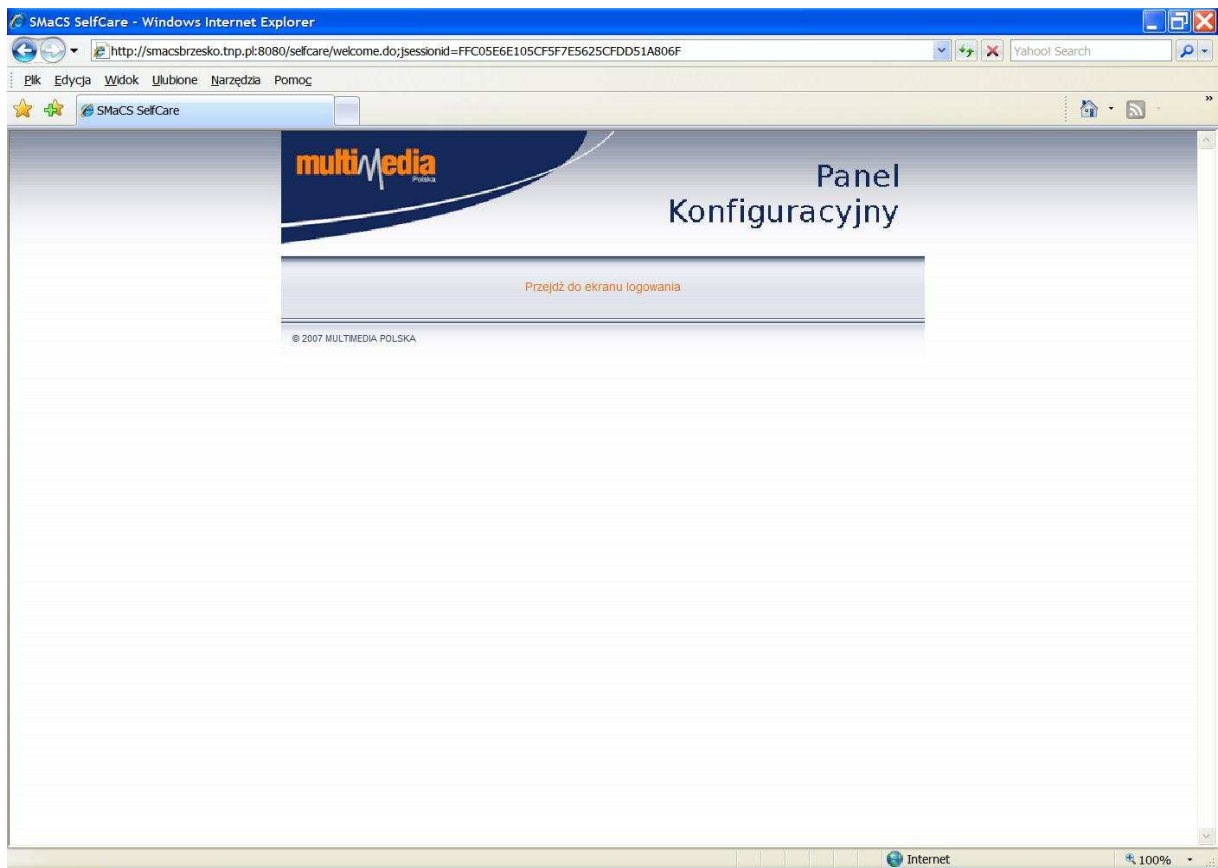 SMaCS SelfCare - Windows Internet Explorer
http://smacsbrzesko.tnp.pl:8080/selfcare/welcome.do;jsessionid=FFC05E6E105CF5F7E5625CFDD51A806F
Yahoo! Search
Plik Edycja Widok Ulubione Narzędzia Pomoc
SMaCS SelfCare
multiMedia
Polska
Panel
Konfiguracyjny
Przejdź do ekranu logowania
© 2007 MULTIMEDIA POLSKA
Internet
100%